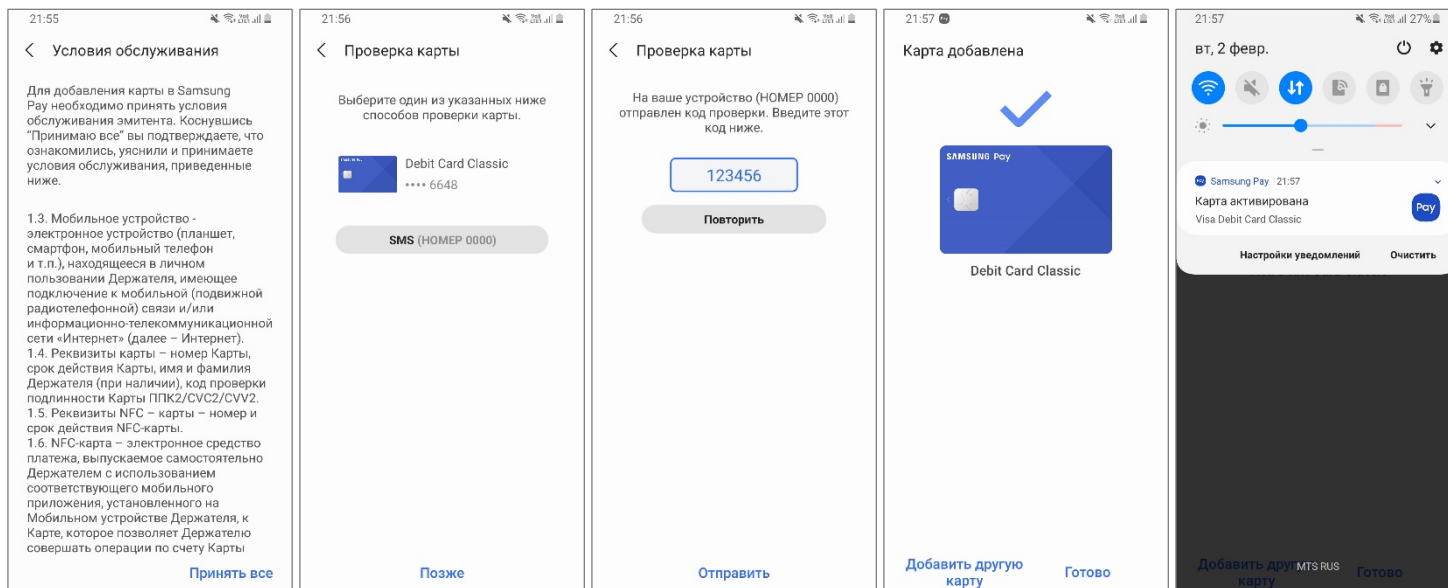 21:55
Условия обслуживания
Для добавления карты в Samsung
Pay необходимо принять условия
обслуживания эмитента. Коснувшись
"Принимаю все" вы подтверждаете, что
ознакомились, уяснили и принимаете
условия обслуживания, приведенные
ниже.
1.3. Мобильное устройство -
электронное устройство (планшет,
смартфон, мобильный телефон
и т.п.), находящееся в личном
пользовании Держателя, имеющее
подключение к мобильной (подвижной
радиотелефонной) связи и/или
информационно-телекоммуникационной
сети «Интернет» (далее – Интернет).
1.4. Реквизиты карты – номер Карты,
срок действия Карты, имя и фамилия
Держателя (при наличии), код проверки
подлинности Карты ППК2/CVC2/CVV2.
1.5. Реквизиты NFC – карты – номер и
срок действия NFC-карты.
1.6. NFC-карта – электронное средство
платежа, выпускаемое самостоятельно
Держателем с использованием
соответствующего мобильного
приложения, установленного на
Мобильном устройстве Держателя, к
Карте, которое позволяет Держателю
совершать операции по счету Карты
Принять все
21:56
Проверка карты
Выберите один из указанных ниже
способов проверки карты.
Debit Card Classic
•••• 6648
SMS (НОМЕР 0000)
Позже
21:56
Проверка карты
На ваше устройство (НОМЕР 0000)
отправлен код проверки. Введите этот
код ниже.
123456
Повторить
Отправить
21:57
Карта добавлена
SAMSUNG Pay
Debit Card Classic
Добавить другую
карту
Готово
21:57
27%
вт, 2 февр.
Samsung Pay 21:57
Карта активирована
Visa Debit Card Classic
Pay
Настройки уведомлений Очистить
MTS RUS
Готово
карту